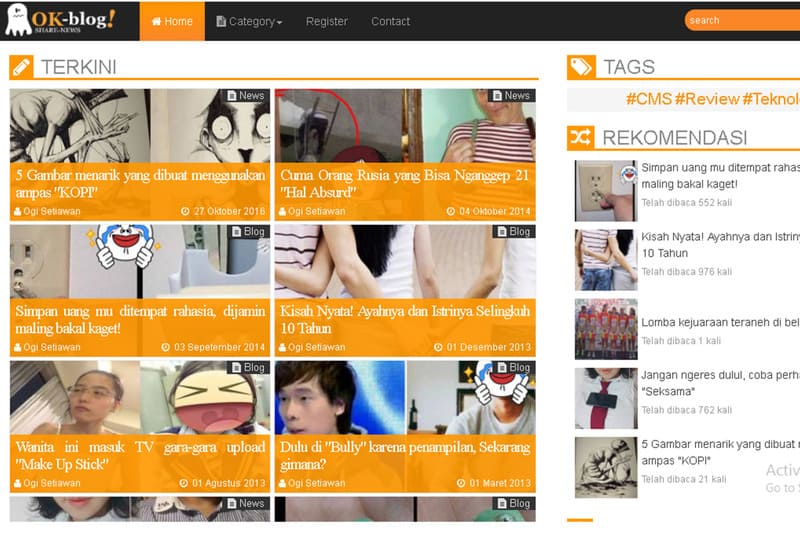 OK-blog!
SHARE-NEWS
Home
Category
Register
Contact
search
TERKINI
News
5 Gambar menarik yang dibuat menggunakan
ampas "KOPI"
Ogi Setiawan
27 Oktober 2016
News
Cuma Orang Rusia yang Bisa Nganggep 21
"Hal Absurd"
Ogi Setiawan
04 Oktober 2014
Blog
Simpan uang mu ditempat rahasia, dijamin
maling bakal kaget!
Ogi Setiawan
03 Sepetember 2014
Blog
Kisah Nyata! Ayahnya dan Istrinya Selingkuh
10 Tahun
Ogi Setiawan
01 Desember 2013
Blog
Wanita ini masuk TV gara-gara upload
"Make Up Stick"
Ogi Setiawan
01 Agustus 2013
Blog
Dulu di "Bully" karena penampilan, Sekarang
gimana?
Ogi Setiawan
01 Maret 2013
News
Blog
TAGS
#CMS #Review #Teknolo
REKOMENDASI
Simpan uang mu ditempat rahas
maling bakal kaget!
Telah dibaca 552 kali
Kisah Nyata! Ayahnya dan Istriny
10 Tahun
Telah dibaca 976 kali
Lomba kejuaraan teraneh di bel
Telah dibaca 1 kali
Jangan ngeres dulul, coba perha
"Seksama"
Telah dibaca 762 kali
5 Gambar menarik yang dibuat m
ampas "KOPI"
Telah dibaca 21 kali
Activ
Go to S